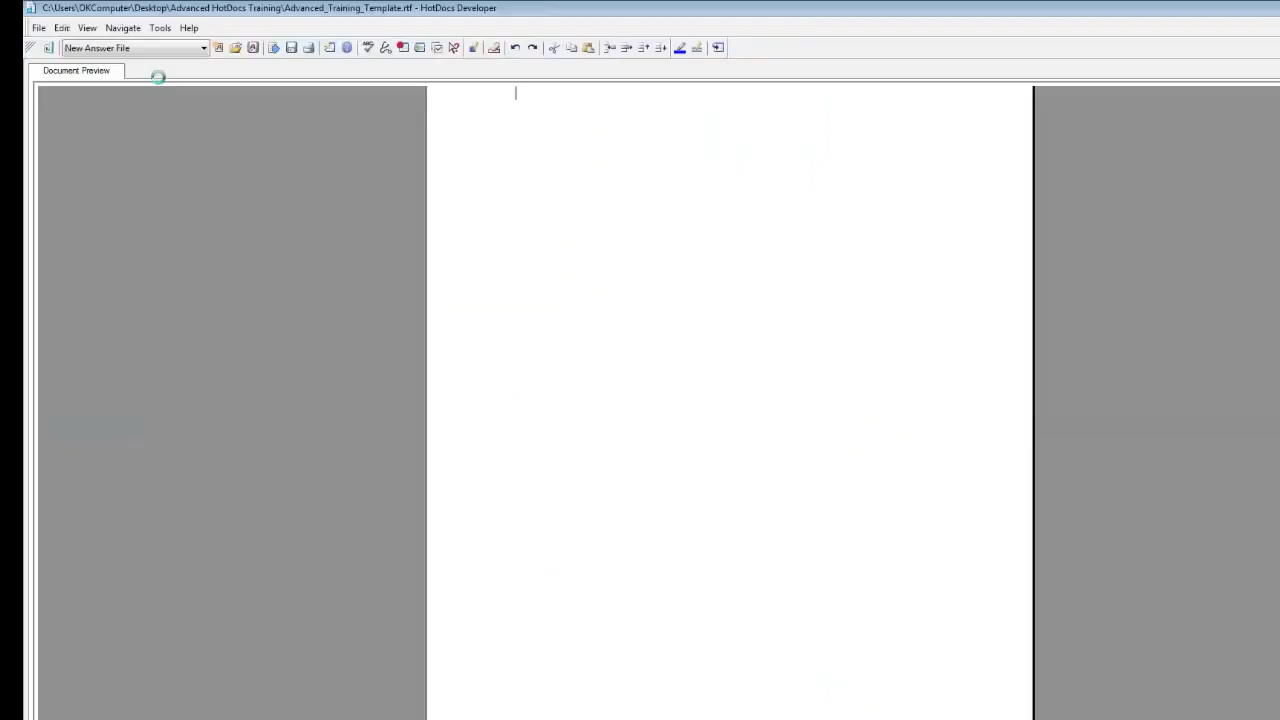 C:\Users\OKComputer\Desktop\Advanced HotDocs Training\Advanced_Training_Template.rtf - HotDocs Developer
File Edit View Navigate Tools Help
New Answer File
Document Preview